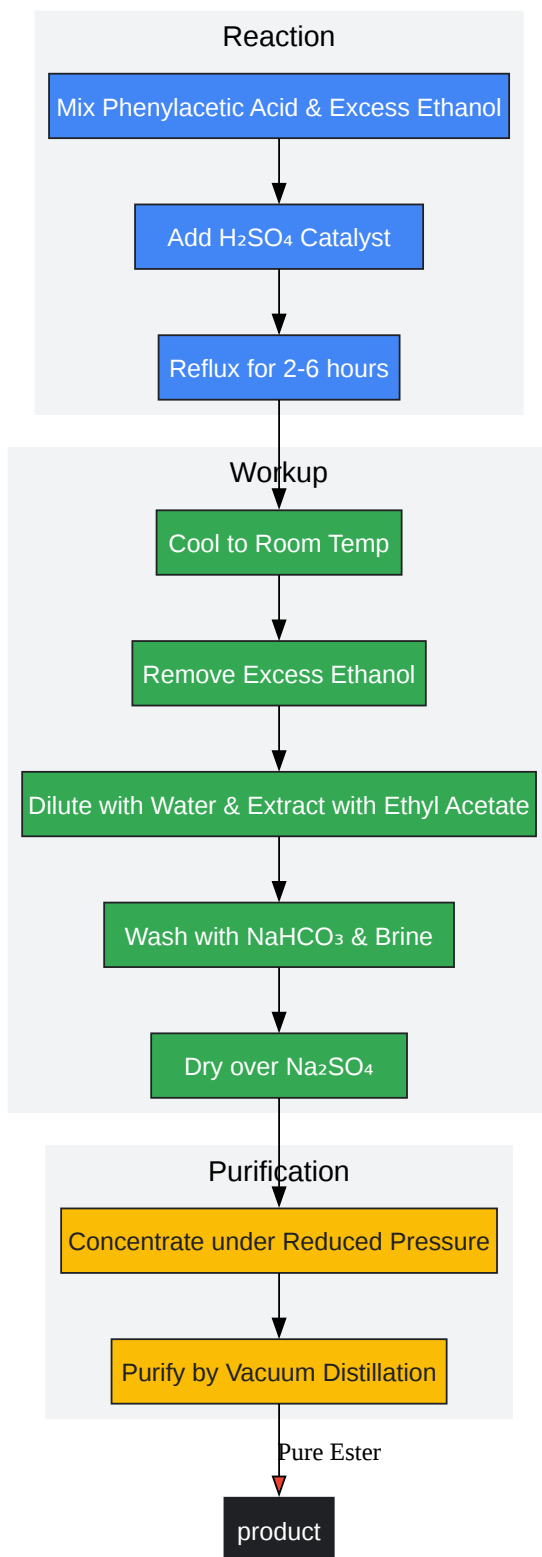 Reaction
Mix Phenylacetic Acid & Excess Ethanol
Add H₂SO₄ Catalyst
Reflux for 2-6 hours
Workup
Cool to Room Temp
Remove Excess Ethanol
Dilute with Water & Extract with Ethyl Acetate
Wash with NaHCO₃ & Brine
Dry over Na₂SO₄
Purification
Concentrate under Reduced Pressure
Purify by Vacuum Distillation
Pure Ester
product